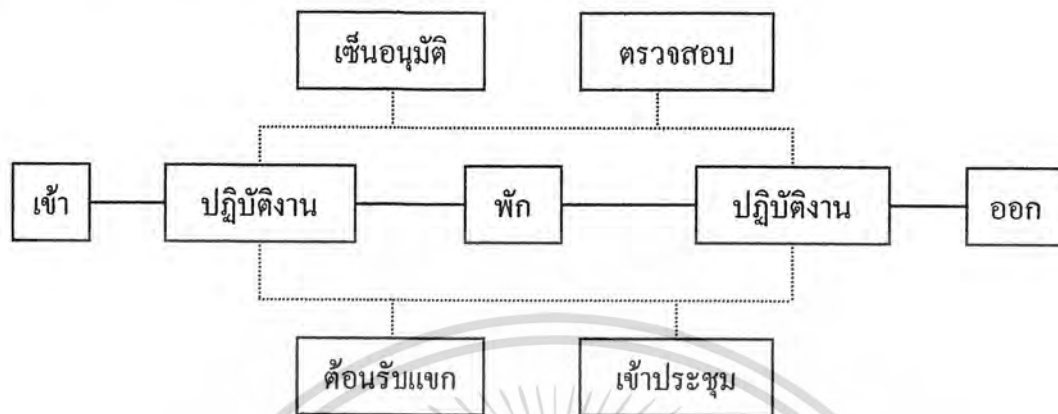 เซ็นอนุมัติ
ตรวจสอบ
เข้า
ปฏิบัติงาน
พัก
ปฏิบัติงาน
ออก
ต้อนรับแขก
เข้าประชุม